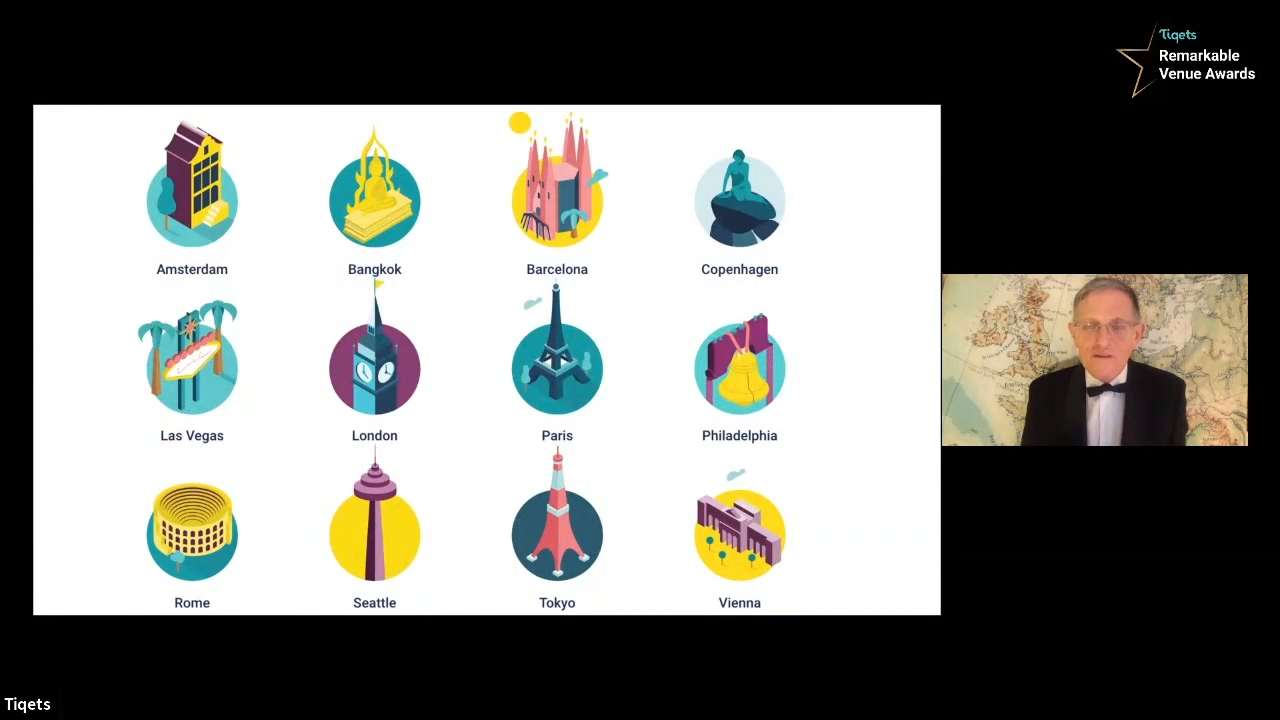 Tiqets
Remarkable
Venue Awards
Amsterdam
Bangkok
Barcelona
Copenhagen
Las Vegas
London
Paris
Philadelphia
Rome
Seattle
Tokyo
Vienna
Tiqets